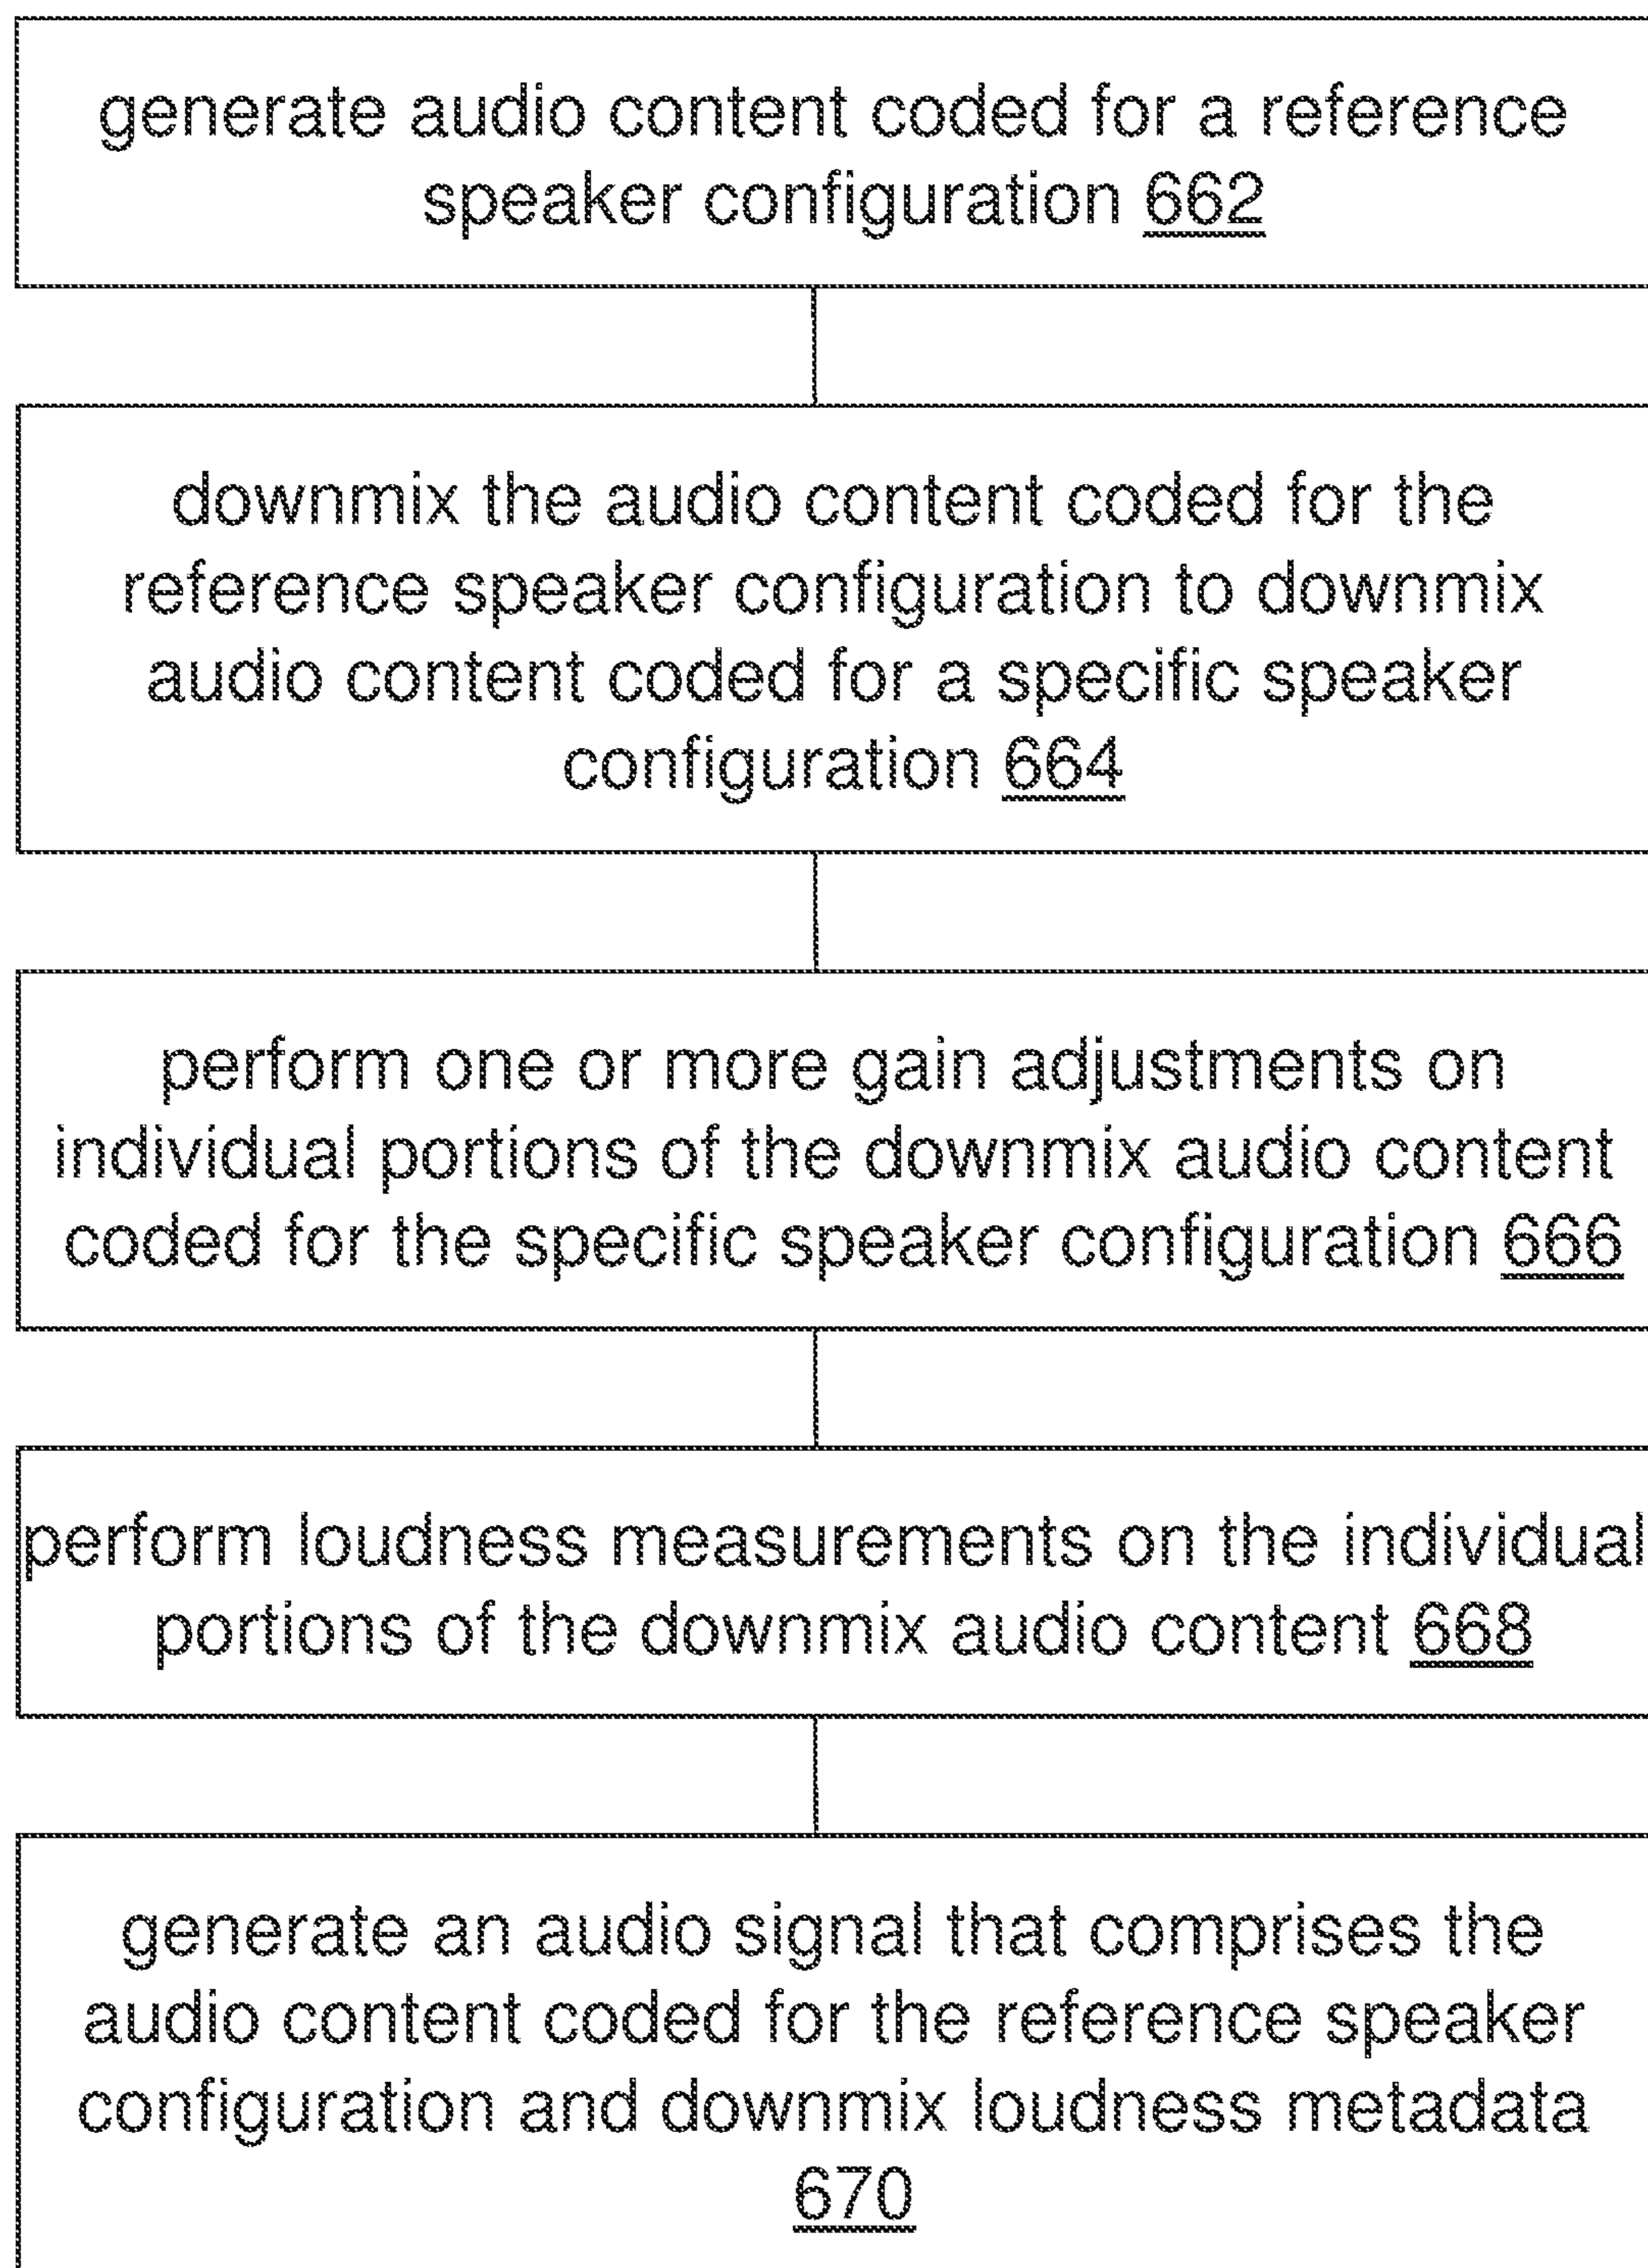 generate audio content coded for a reference
speaker configuration 662
downmix the audio content coded for the
reference speaker configuration to downmix
audio content coded for a specific speaker
configuration 664
perform one or more gain adjustments on
individual portions of the downmix audio content
coded for the specific speaker configuration 666
perform loudness measurements on the individual
portions of the downmix audio content 668
generate an audio signal that comprises the
audio content coded for the reference speaker
configuration and downmix loudness metadata
670